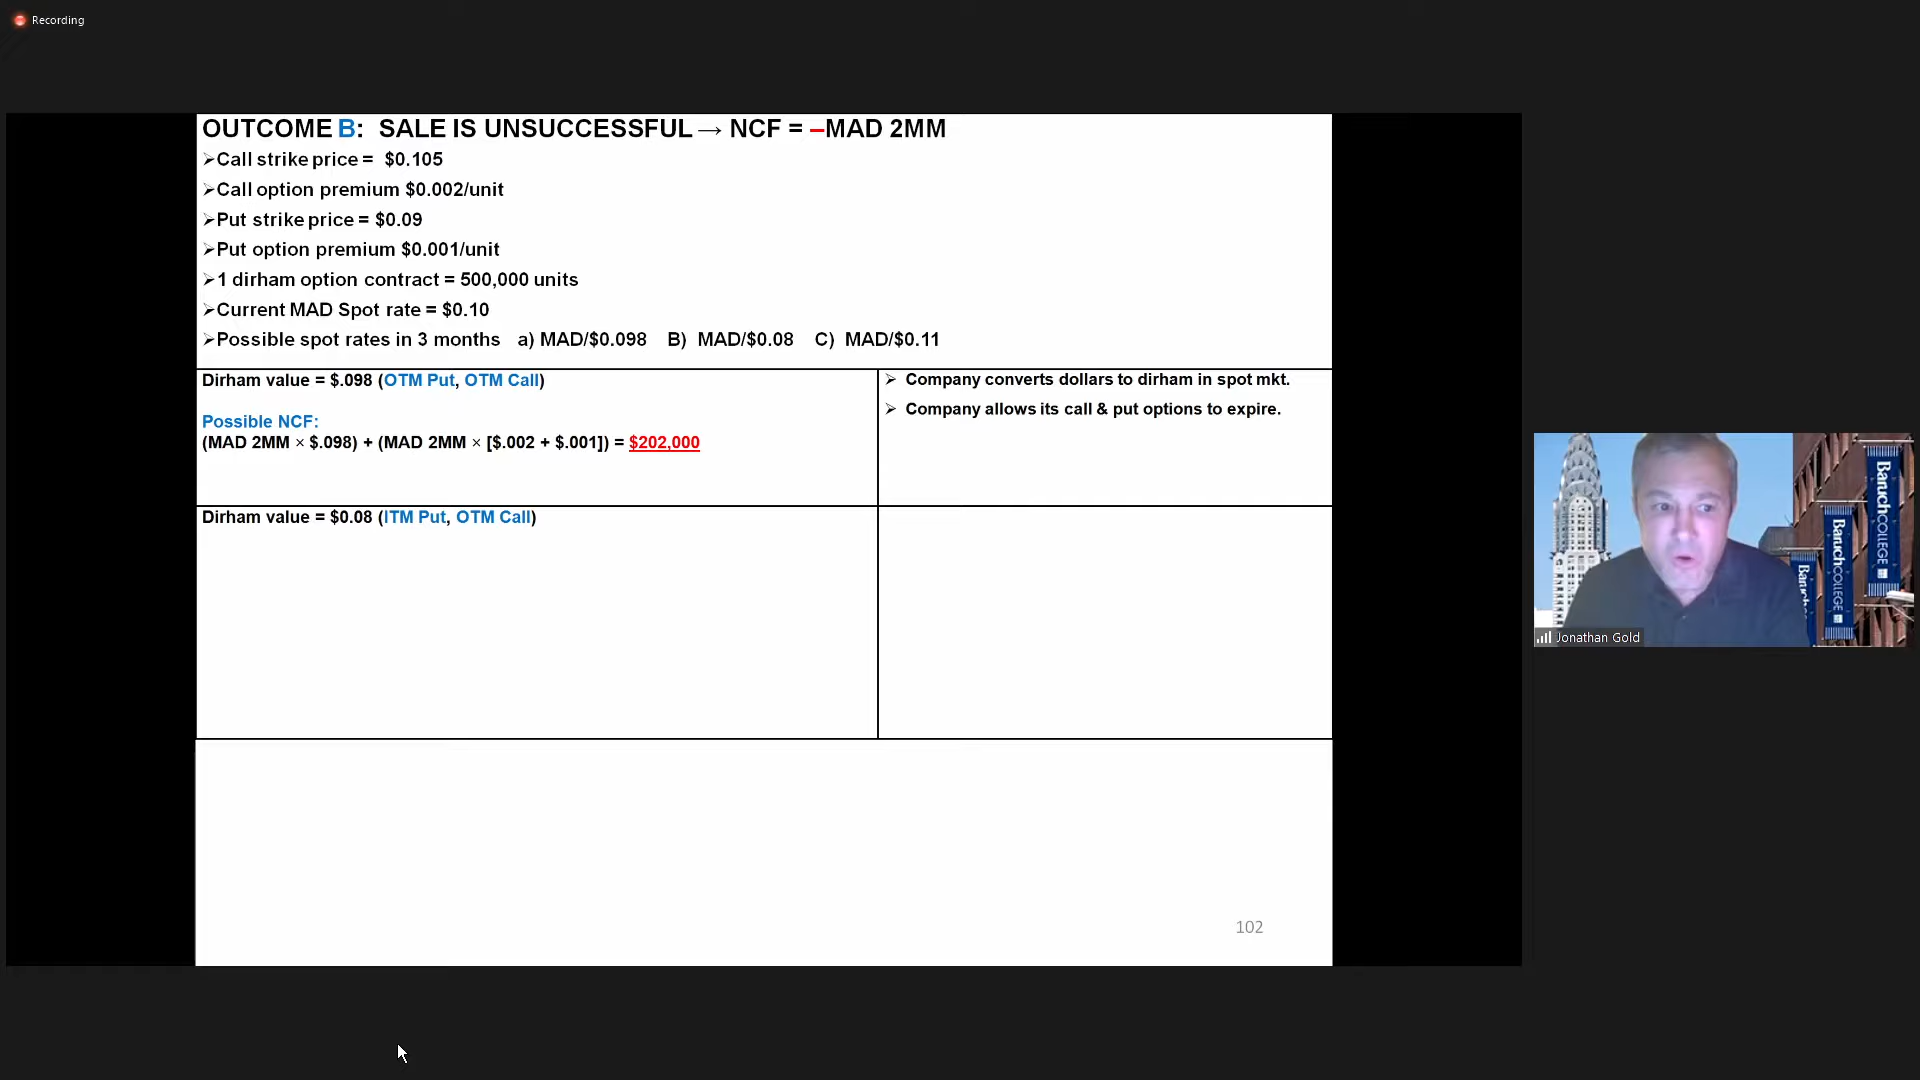 Recording
OUTCOME B: SALE IS UNSUCCESSFUL → NCF = –MAD 2MM
➢Call strike price = $0.105
➢Call option premium $0.002/unit
➢Put strike price = $0.09
➢Put option premium $0.001/unit
➢1 dirham option contract = 500,000 units
➢Current MAD Spot rate = $0.10
➢Possible spot rates in 3 months a) MAD/$0.098 B) MAD/$0.08 C) MAD/$0.11
Dirham value = $.098 (OTM Put, OTM Call)
Possible NCF:
(MAD 2MM × $.098) + (MAD 2MM × [$.002 + $.001]) = $202,000
➢ Company converts dollars to dirham in spot mkt.
➢ Company allows its call & put options to expire.
Dirham value = $0.08 (ITM Put, OTM Call)
102
Baruch COLLEGE
Baruch COLLEGE
Baruch
Jonathan Gold